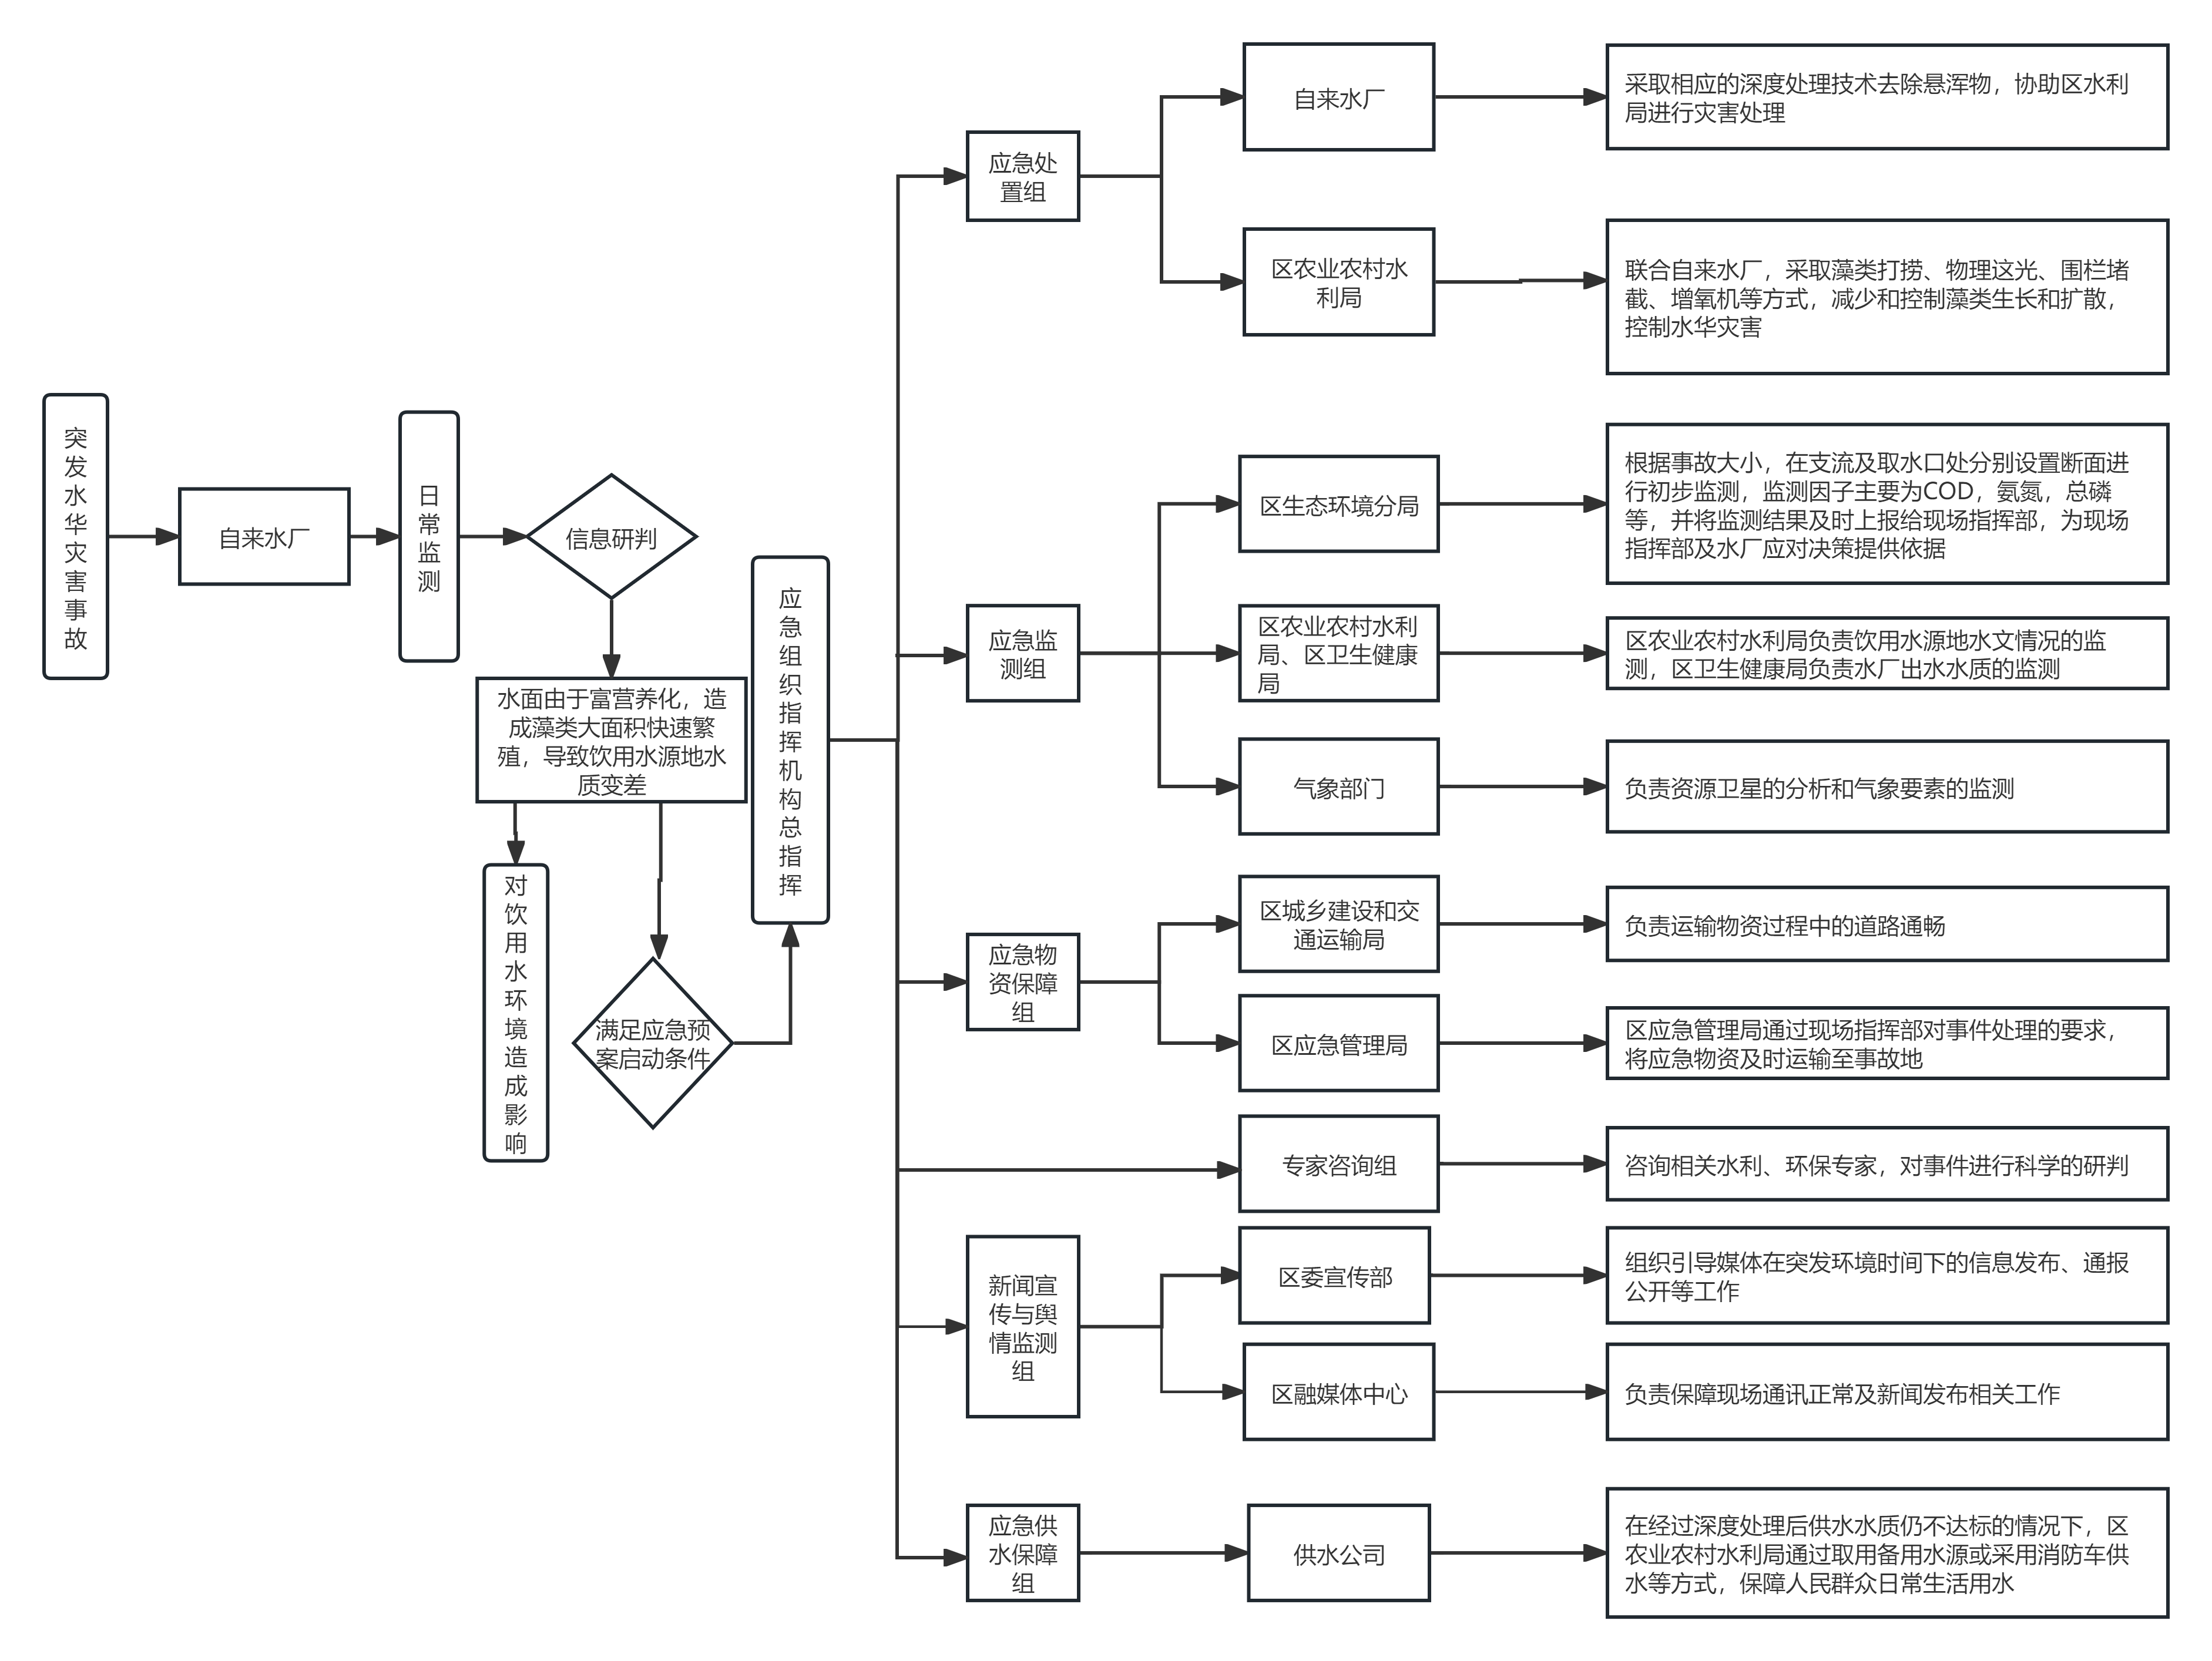 突发水华灾害事故
自来水厂
日常监测
信息研判
水面由于富营养化，造
成藻类大面积快速繁
殖，导致饮用水源地水
质变差
对饮用水环境造成影响
满足应急预
案启动条件
应急组织指挥机构总指挥
应急处
置组
自来水厂
采取相应的深度处理技术去除悬浑物，协助区水利
局进行灾害处理
区农业农村水
利局
联合自来水厂，采取藻类打捞、物理这光、围栏堵
截、增氧机等方式，减少和控制藻类生长和扩散，
控制水华灾害
应急监
测组
区生态环境分局
根据事故大小，在支流及取水口处分别设置断面进
行初步监测，监测因子主要为COD，氨氮，总磷
等，并将监测结果及时上报给现场指挥部，为现场
指挥部及水厂应对决策提供依据
区农业农村水利
局、区卫生健康
局
区农业农村水利局负责饮用水源地水文情况的监
测，区卫生健康局负责水厂出水水质的监测
气象部门
负责资源卫星的分析和气象要素的监测
应急物
资保障
组
区城乡建设和交
通运输局
负责运输物资过程中的道路通畅
区应急管理局
区应急管理局通过现场指挥部对事件处理的要求，
将应急物资及时运输至事故地
专家咨询组
咨询相关水利、环保专家，对事件进行科学的研判
新闻宣
传与舆
情监测
组
区委宣传部
组织引导媒体在突发环境时间下的信息发布、通报
公开等工作
区融媒体中心
负责保障现场通讯正常及新闻发布相关工作
应急供
水保障
组
供水公司
在经过深度处理后供水水质仍不达标的情况下，区
农业农村水利局通过取用备用水源或采用消防车供
水等方式，保障人民群众日常生活用水